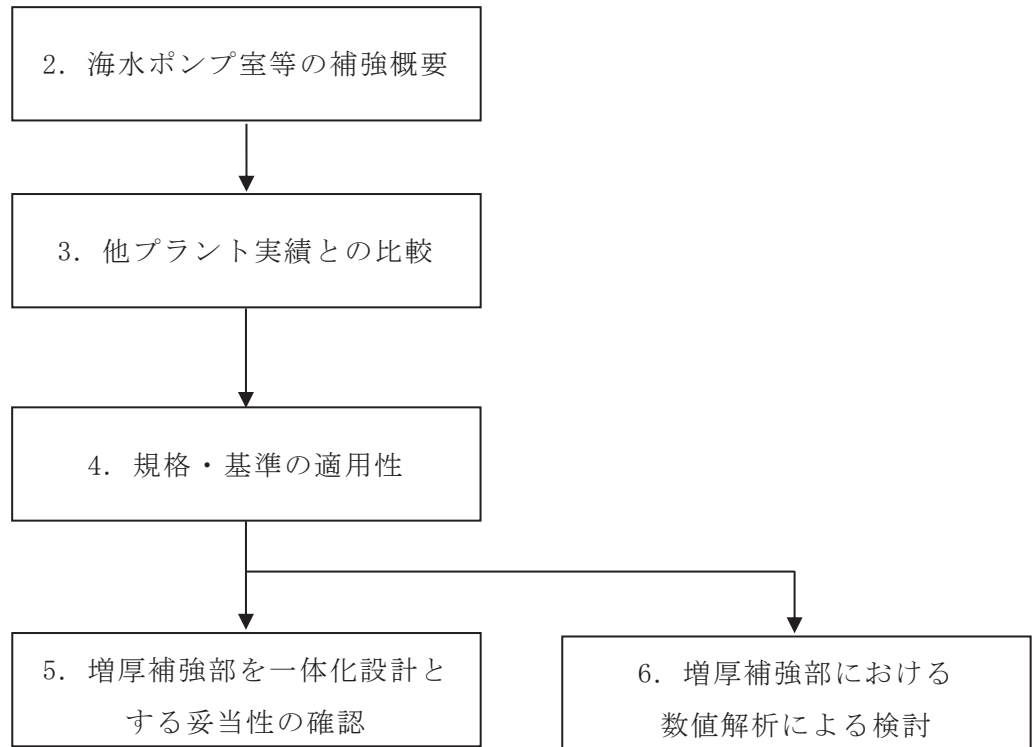 2. 海水ポンプ室等の補強概要
3. 他プラント実績との比較
4. 規格・基準の適用性
5. 増厚補強部を一体化設計と
する妥当性の確認
6. 増厚補強部における
数値解析による検討